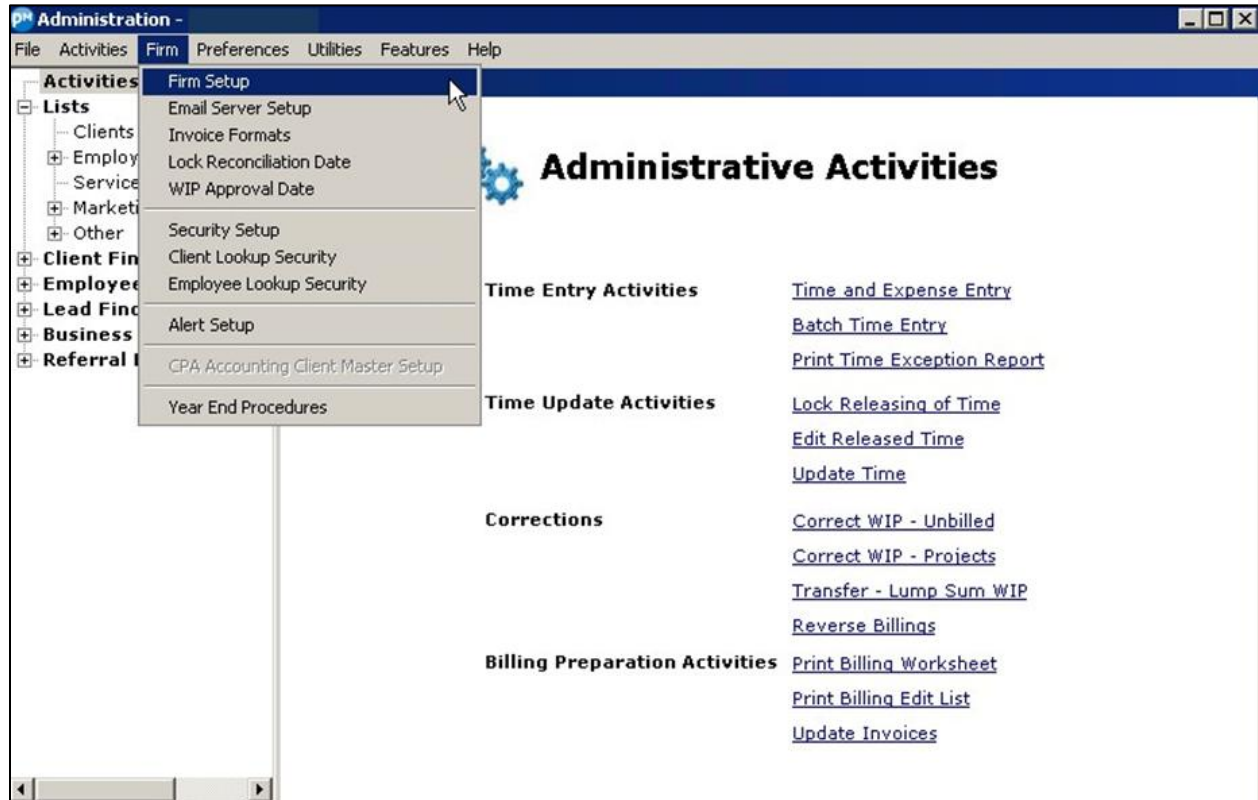 PM Administration -
File Activities Firm Preferences Utilities Features Help
Activities
Lists
Clients
Employ
Service
Marketi
Other
Client Fin
Employee
Lead Find
Business
Referral
Firm Setup
Email Server Setup
Invoice Formats
Lock Reconciliation Date
WIP Approval Date
Security Setup
Client Lookup Security
Employee Lookup Security
Alert Setup
CPA Accounting Client Master Setup
Year End Procedures
Administrative Activities
Time Entry Activities
Time and Expense Entry
Batch Time Entry
Print Time Exception Report
Time Update Activities
Lock Releasing of Time
Edit Released Time
Update Time
Corrections
Correct WIP - Unbilled
Correct WIP - Projects
Transfer - Lump Sum WIP
Reverse Billings
Billing Preparation Activities
Print Billing Worksheet
Print Billing Edit List
Update Invoices